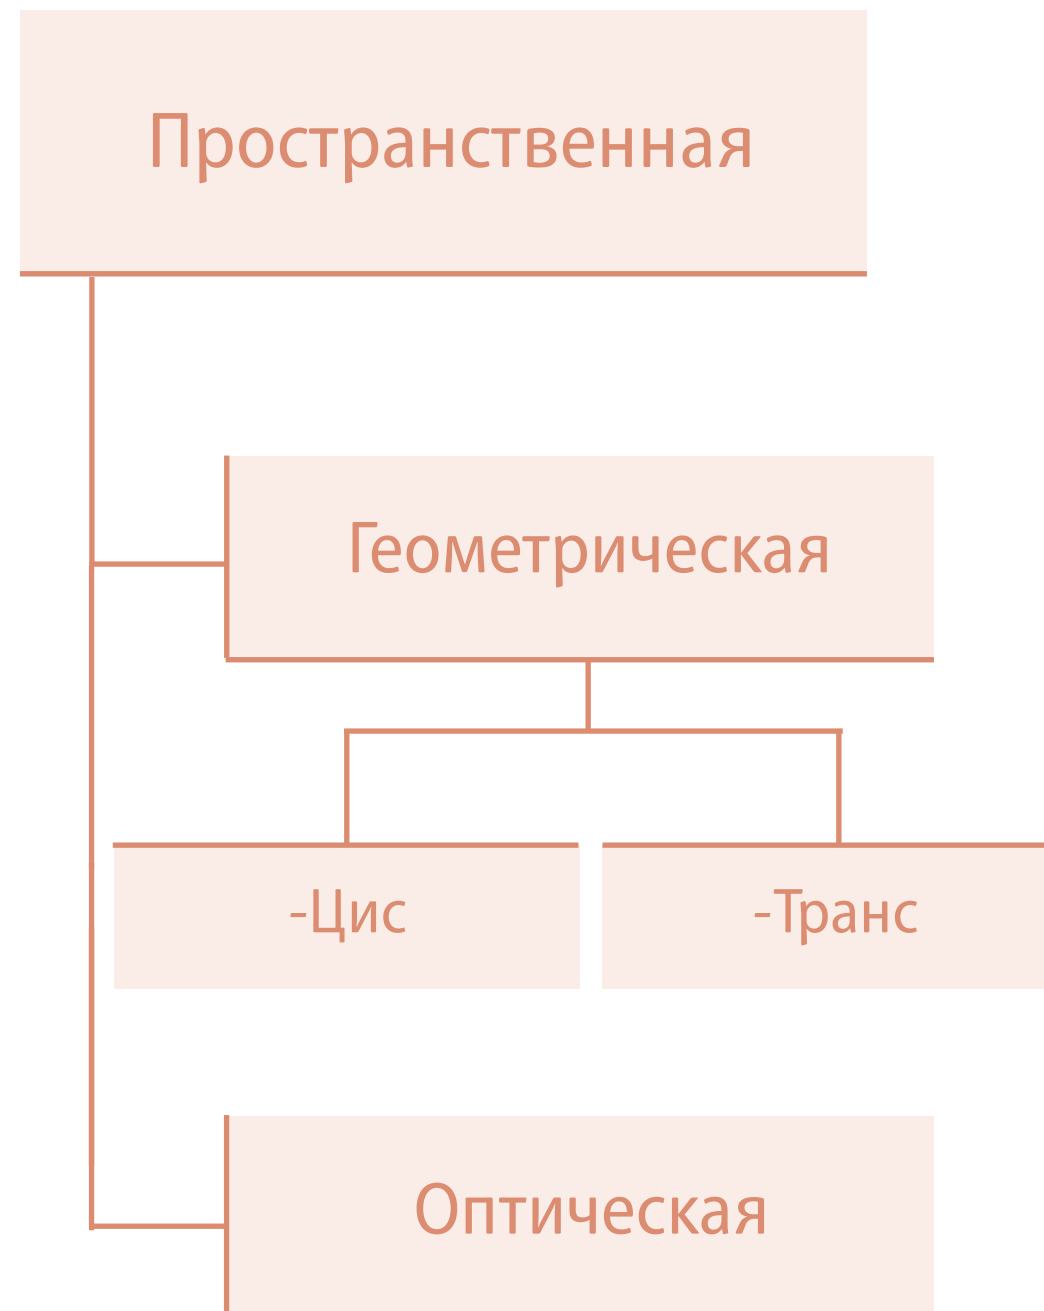 Пространственная
Геометрическая
-Цис
-Транс
Оптическая